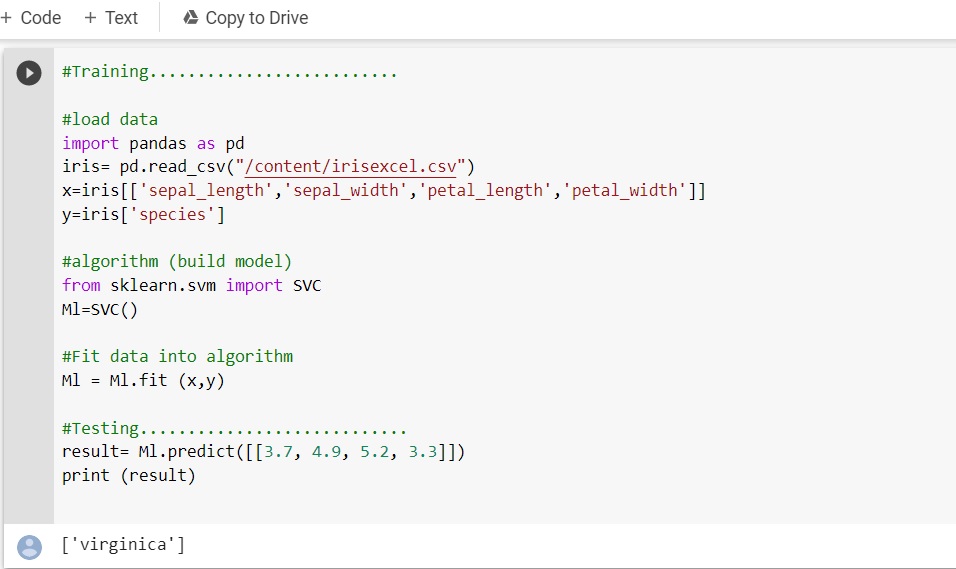 + Code + Text Copy to Drive
#Training..........................
#load data
import pandas as pd
iris= pd.read_csv("/content/irisexcel.csv")
x=iris[['sepal_length','sepal_width','petal_length','petal_width']]
y=iris['species']
#algorithm (build model)
from sklearn.svm import SVC
Ml=SVC()
#Fit data into algorithm
Ml = Ml.fit (x,y)
#Testing............................
result= Ml.predict([[3.7, 4.9, 5.2, 3.3]])
print (result)
['virginica']